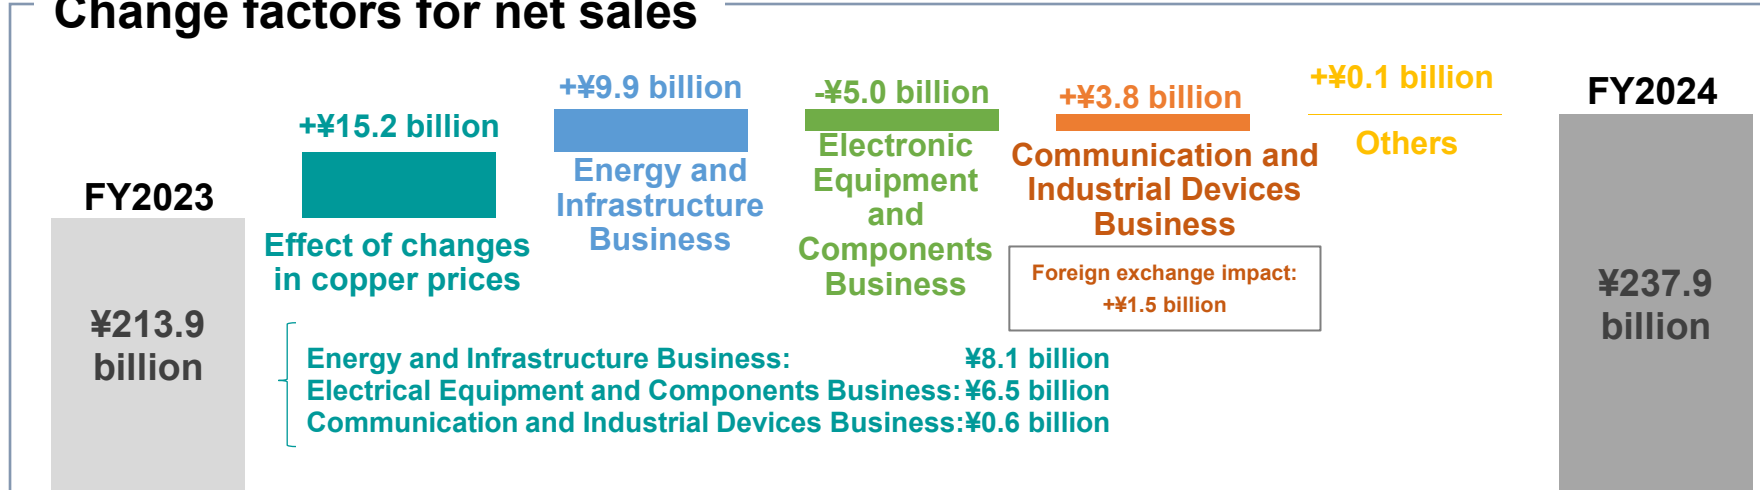 Change factors for net sales
FY2023
¥213.9
billion
+¥15.2 billion
Effect of changes
in copper prices
+¥9.9 billion
Energy and
Infrastructure
Business
-¥5.0 billion
Electronic
Equipment
and
Components
Business
+¥3.8 billion
Communication and
Industrial Devices
Business
Foreign exchange impact:
+¥1.5 billion
+¥0.1 billion
Others
FY2024
¥237.9
billion
Energy and Infrastructure Business: ¥8.1 billion
Electrical Equipment and Components Business: ¥6.5 billion
Communication and Industrial Devices Business:¥0.6 billion